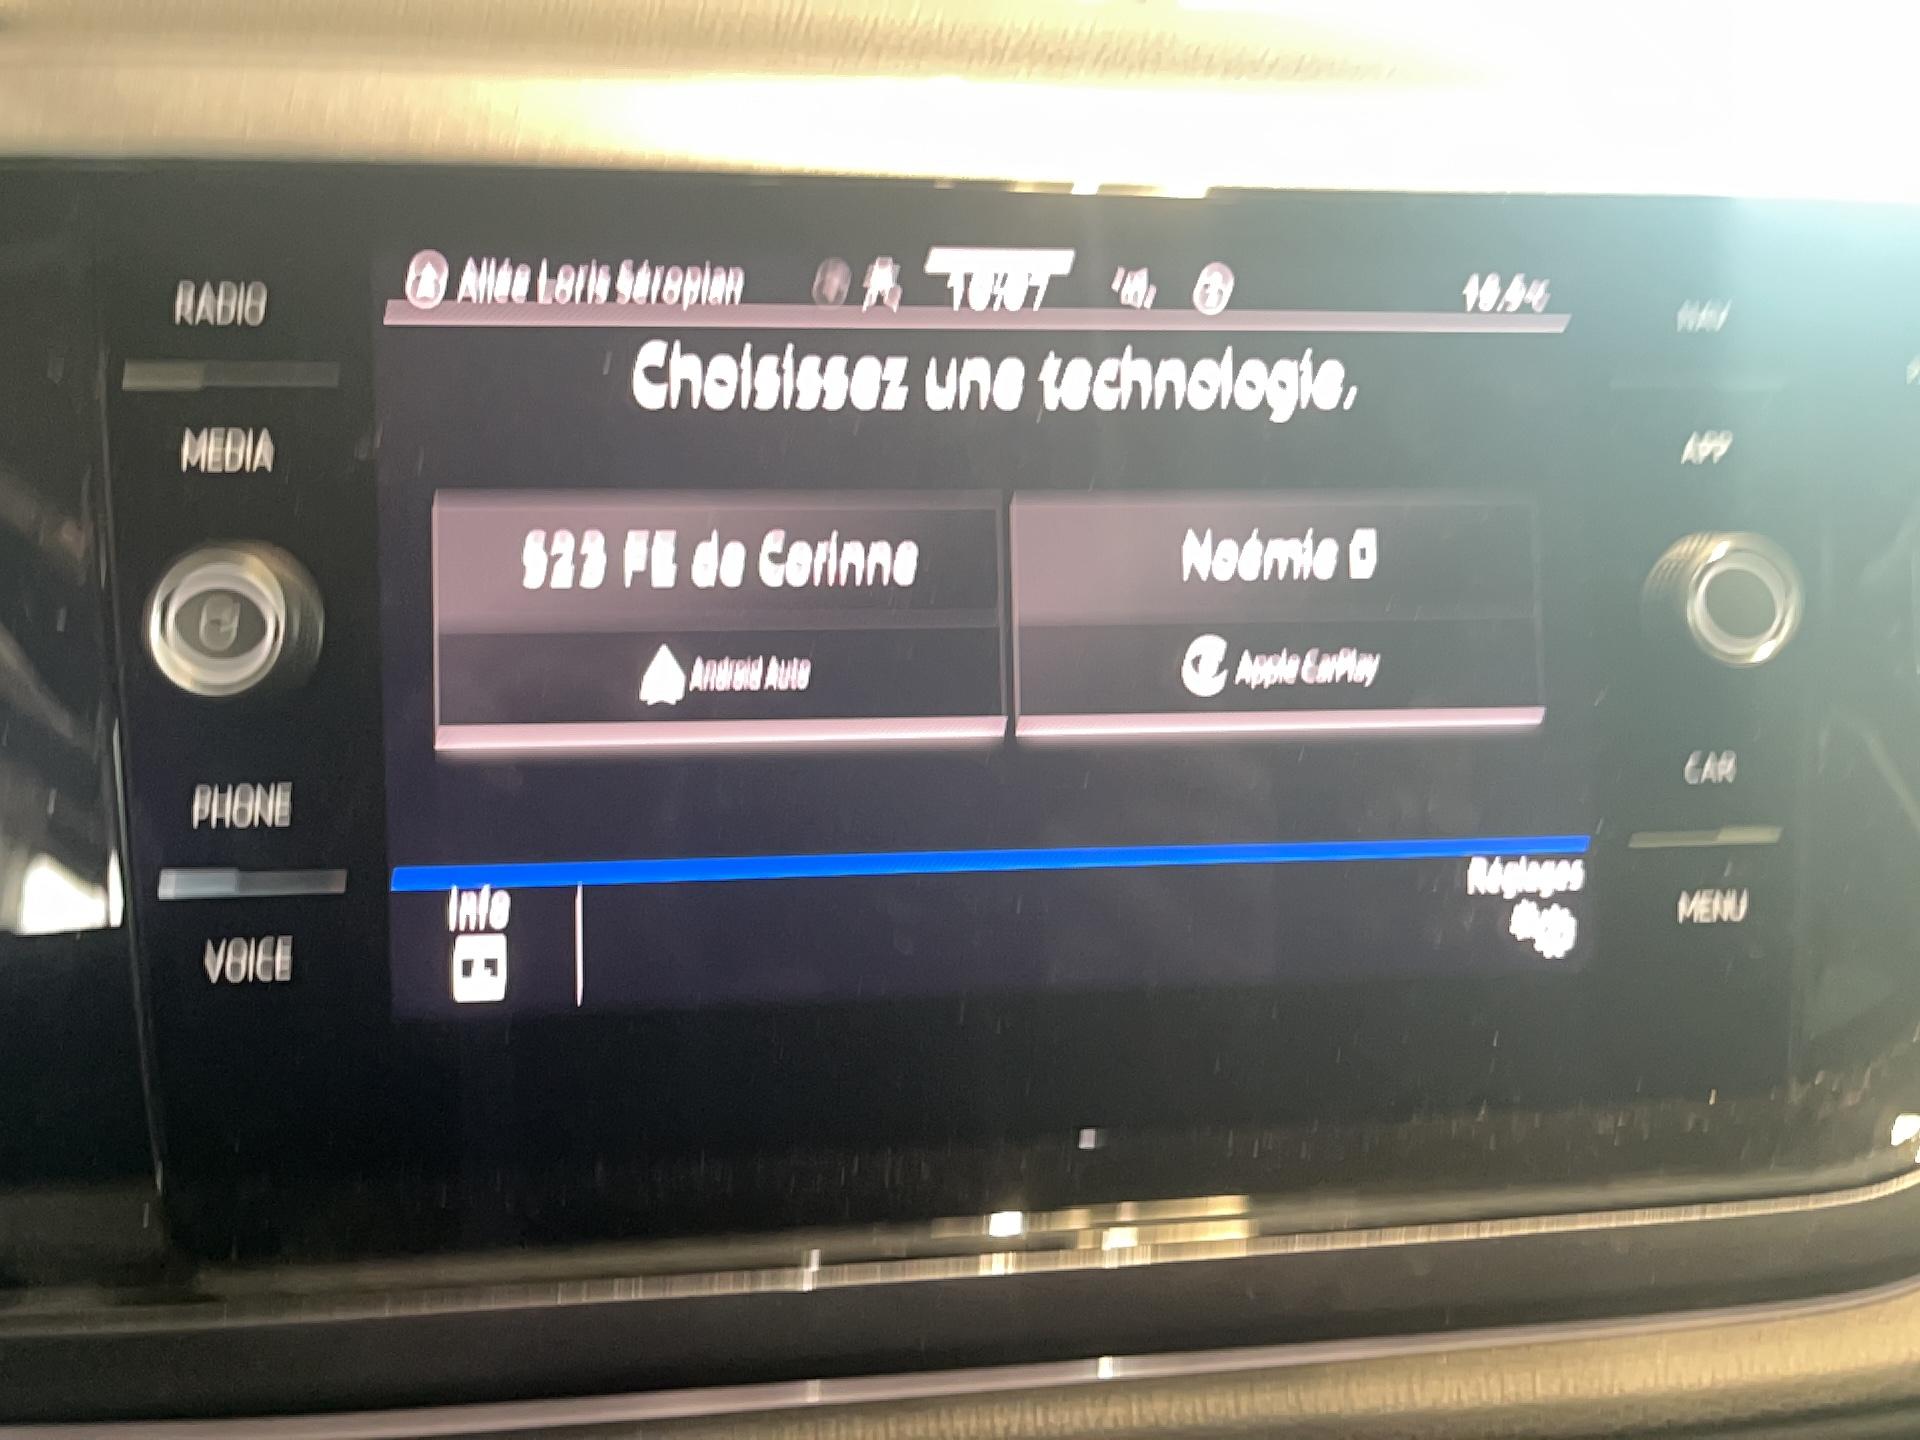 Allée Loris Séropian
RADIO
NAV
Choisissez une technologie.
MEDIA
APP
S23 FE de Corinne
Noémie
Android Auto
Apple CarPlay
PHONE
CAR
Info
Réglages
VOICE
MENU